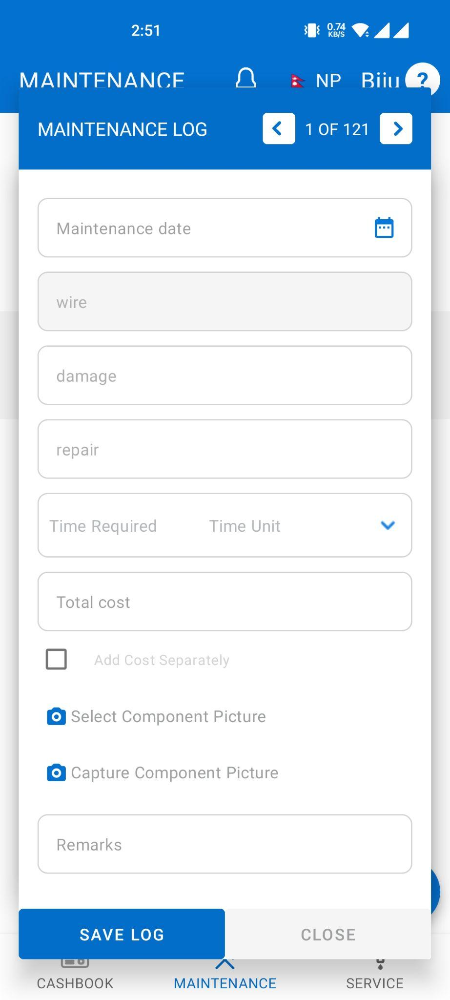 2:51
0.74
KB/S
MAINTENANCE
NP
Biju
?
MAINTENANCE LOG
1 OF 121
Maintenance date
wire
damage
repair
Time Required Time Unit
Total cost
Add Cost Separately
Select Component Picture
Capture Component Picture
Remarks
SAVE LOG
CLOSE
CASHBOOK
MAINTENANCE
SERVICE